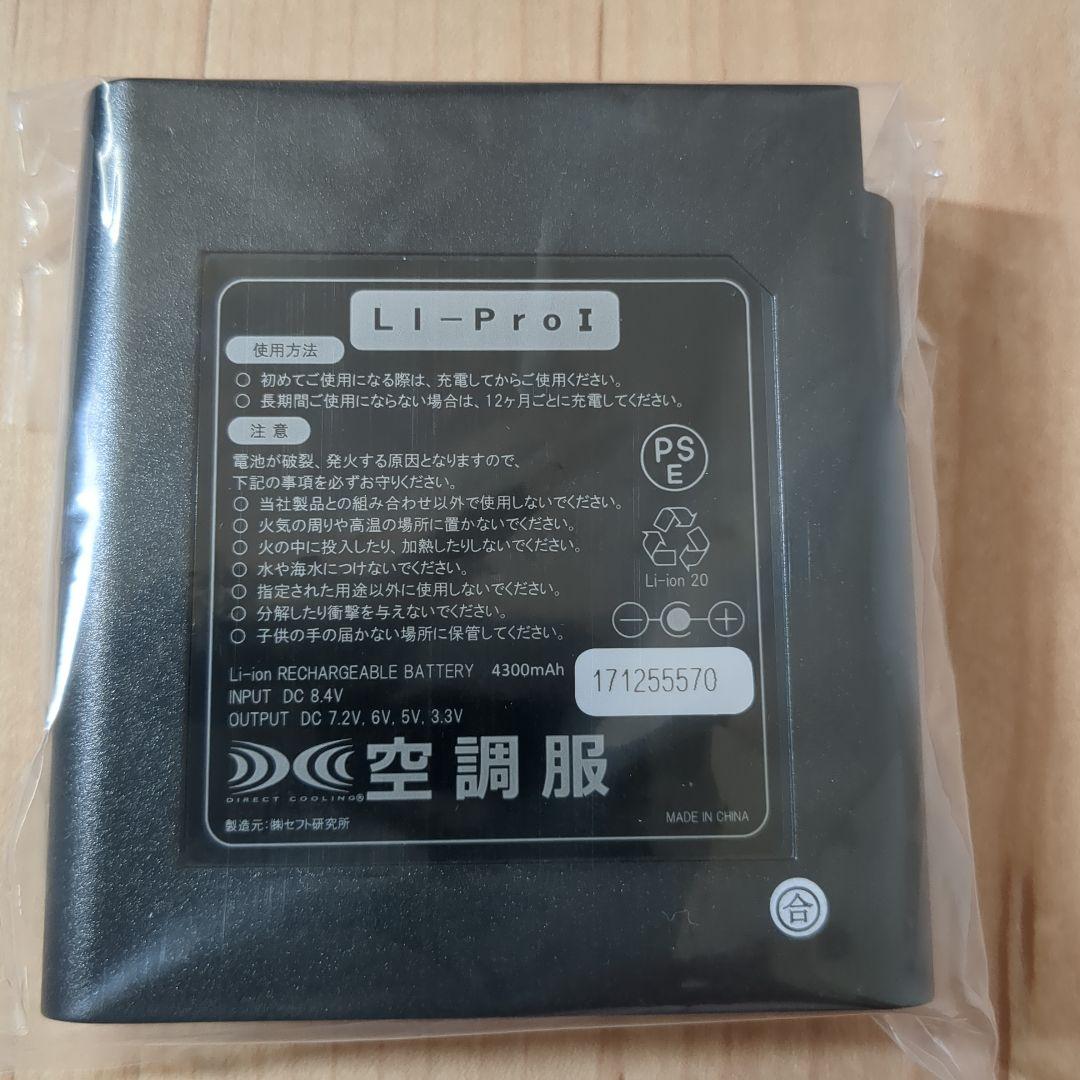 LI-ProI
使用方法
○ 初めてご使用になる際は、充電してからご使用ください。
○ 長期間ご使用にならない場合は、12ヶ月ごとに充電してください。
注意
電池が破裂、発火する原因となりますので、
下記の事項を必ずお守りください。
○ 当社製品との組み合わせ以外で使用しないでください。
○ 火気の周りや高温の場所に置かないでください。
○ 火の中に投入したり、加熱したりしないでください。
○ 水や海水につけないでください。
○ 指定された用途以外に使用しないでください。
○ 分解したり衝撃を与えないでください。
○ 子供の手の届かない場所に保管してください。
PS
E
Li-ion 20
Li-ion RECHARGEABLE BATTERY 4300mAh
INPUT DC 8.4V
OUTPUT DC 7.2V, 6V, 5V, 3.3V
171255570
空調服
DIRECT COOLING®
製造元:㈱セフト研究所
MADE IN CHINA
合